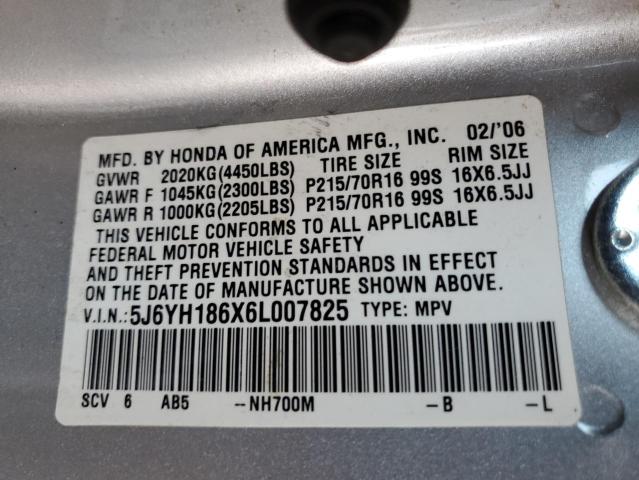 MFD. BY HONDA OF AMERICA MFG., INC. 02/'06
GVWR 2020KG(4450LBS) TIRE SIZE RIM SIZE
GAWR F 1045KG(2300LBS) P215/70R16 99S 16X6.5JJ
GAWR R 1000KG(2205LBS) P215/70R16 99S 16X6.5JJ
THIS VEHICLE CONFORMS TO ALL APPLICABLE
FEDERAL MOTOR VEHICLE SAFETY
AND THEFT PREVENTION STANDARDS IN EFFECT
ON THE DATE OF MANUFACTURE SHOWN ABOVE.
V.I.N.:5J6YH186X6L007825 TYPE: MPV
SCV 6 AB5 --NH700M -B -L